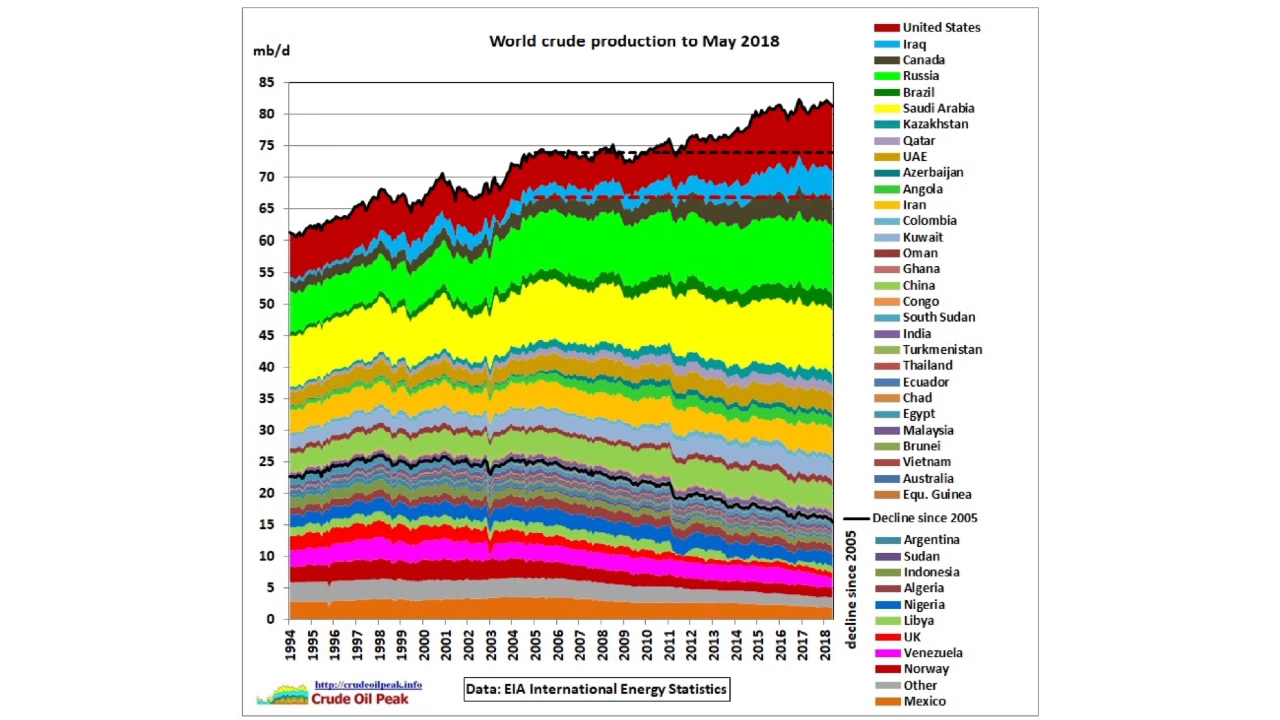 World crude production to May 2018
mb/d
85
80
75
70
65
60
55
50
45
40
35
30
25
20
15
10
5
0
1994 1995 1996 1997 1998 1999 2000 2001 2002 2003 2004 2005 2006 2007 2008 2009 2010 2011 2012 2013 2014 2015 2016 2017 2018
United States
Iraq
Canada
Russia
Brazil
Saudi Arabia
Kazakhstan
Qatar
UAE
Azerbaijan
Angola
Iran
Colombia
Kuwait
Oman
Ghana
China
Congo
South Sudan
India
Turkmenistan
Thailand
Ecuador
Chad
Egypt
Malaysia
Brunei
Vietnam
Australia
Equ. Guinea
Decline since 2005
decline since 2005
Argentina
Sudan
Indonesia
Algeria
Nigeria
Libya
UK
Venezuela
Norway
Other
Mexico
http://crudeoilpeak.info
Crude Oil Peak
Data: EIA International Energy Statistics